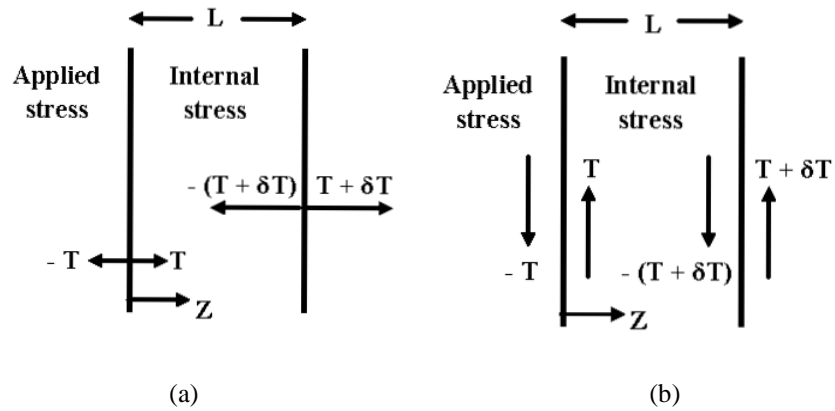 L
Applied
stress
Internal
stress
- (T + δT)
T + δT
- T
T
Z
(a)
L
Applied
stress
Internal
stress
T
T + δT
- T
- (T + δT)
Z
(b)